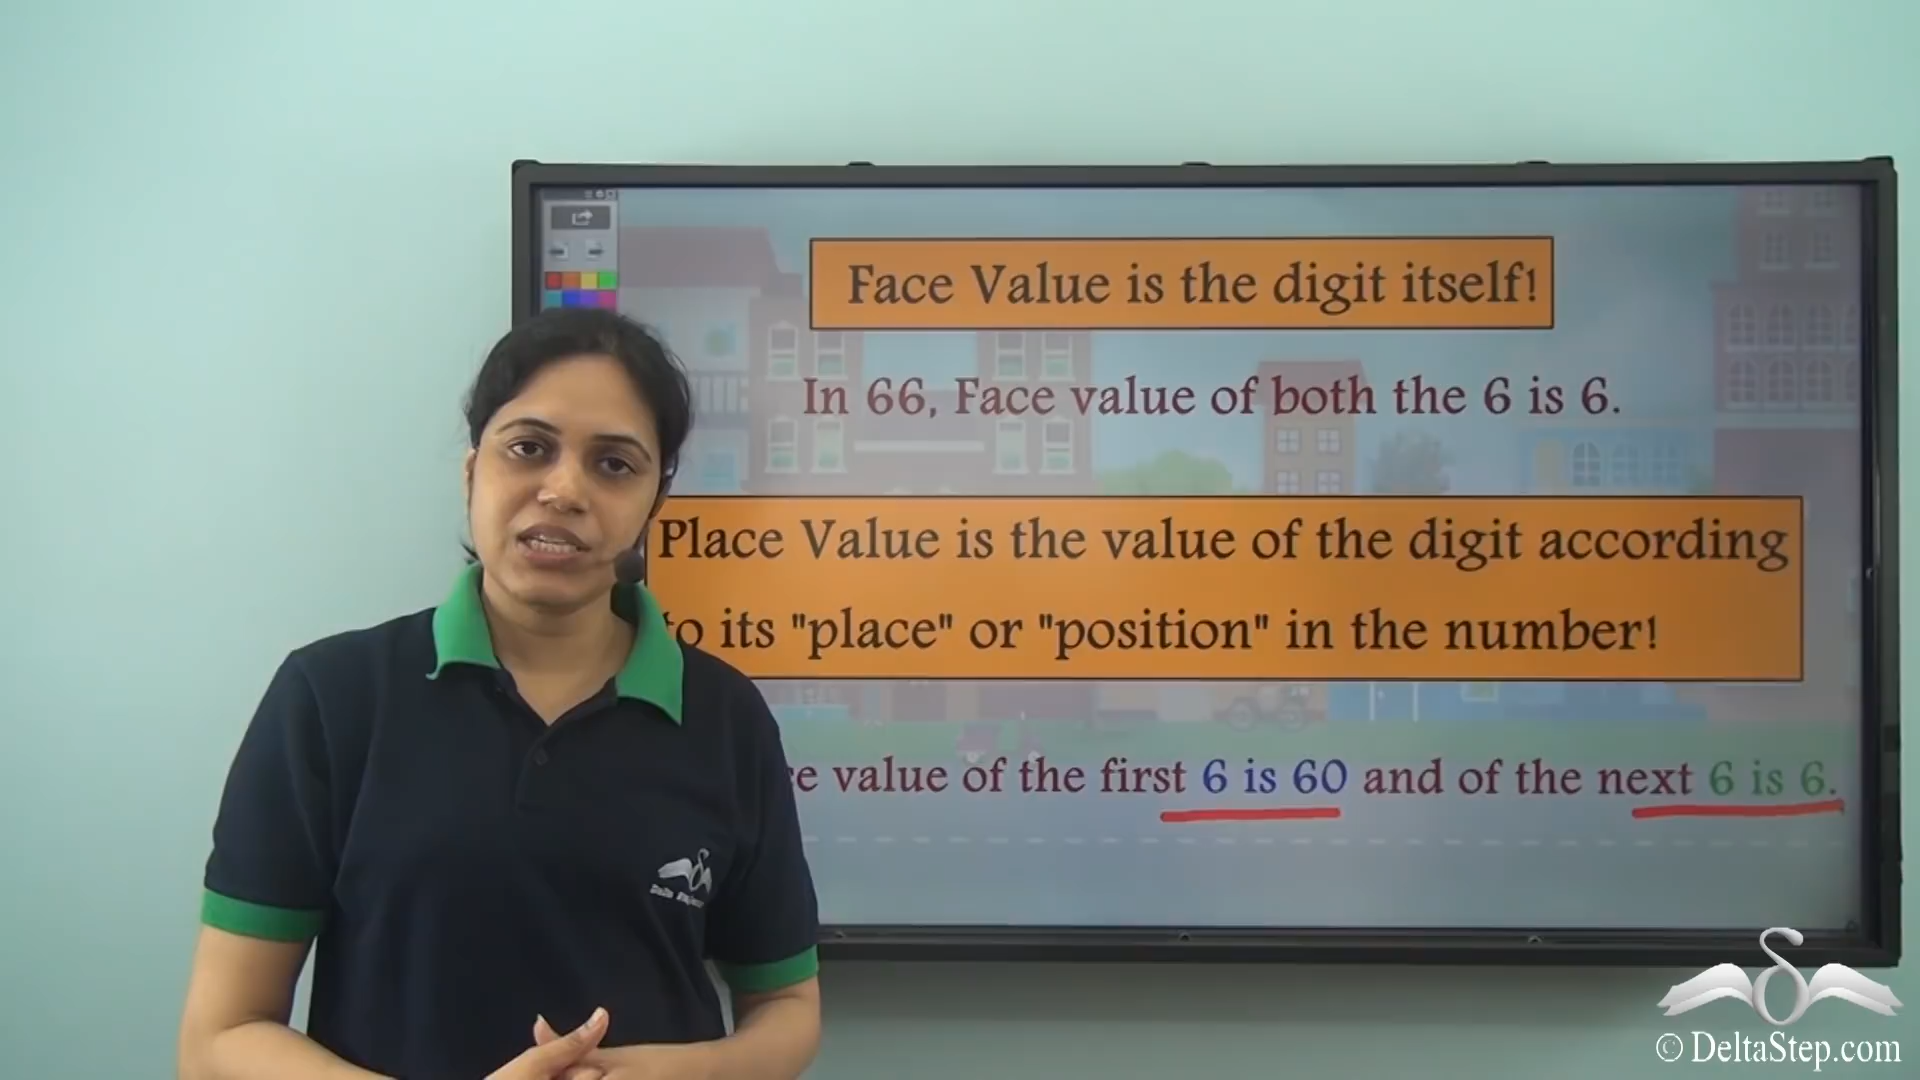 Face Value is the digit itself!
In 66, Face value of both the 6 is 6.
Place Value is the value of the digit according
to its "place" or "position" in the number!
value of the first 6 is 60 and of the next 6 is 6.
© DeltaStep.com